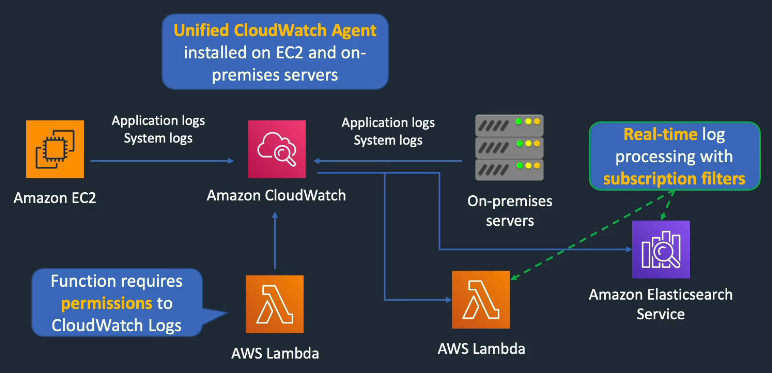 Unified CloudWatch Agent
installed on EC2 and on-
premises servers
Application logs
System logs
Application logs
System logs
Real-time log
processing with
subscription filters
Amazon EC2
Amazon CloudWatch
On-premises
servers
Function requires
permissions to
CloudWatch Logs
AWS Lambda
AWS Lambda
Amazon Elasticsearch
Service